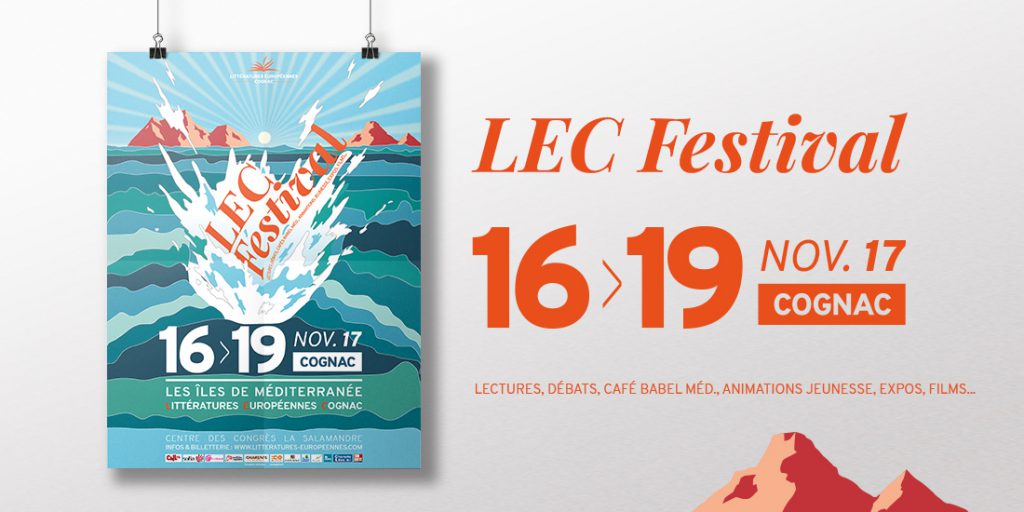 LITTÉRATURES EUROPÉENNES
COGNAC
LEC
Festival
16 > 19 NOV. 17
COGNAC
LES ÎLES DE MÉDITERRANÉE
LITTÉRATURES EUROPÉENNES COGNAC
CENTRE DES CONGRÈS LA SALAMANDRE
INFOS & BILLETTERIE : WWW.LITTERATURES-EUROPEENNES.COM
LEC Festival
16 > 19 NOV. 17
COGNAC
LECTURES, DÉBATS, CAFÉ BABEL MÉD., ANIMATIONS JEUNESSE, EXPOS, FILMS...